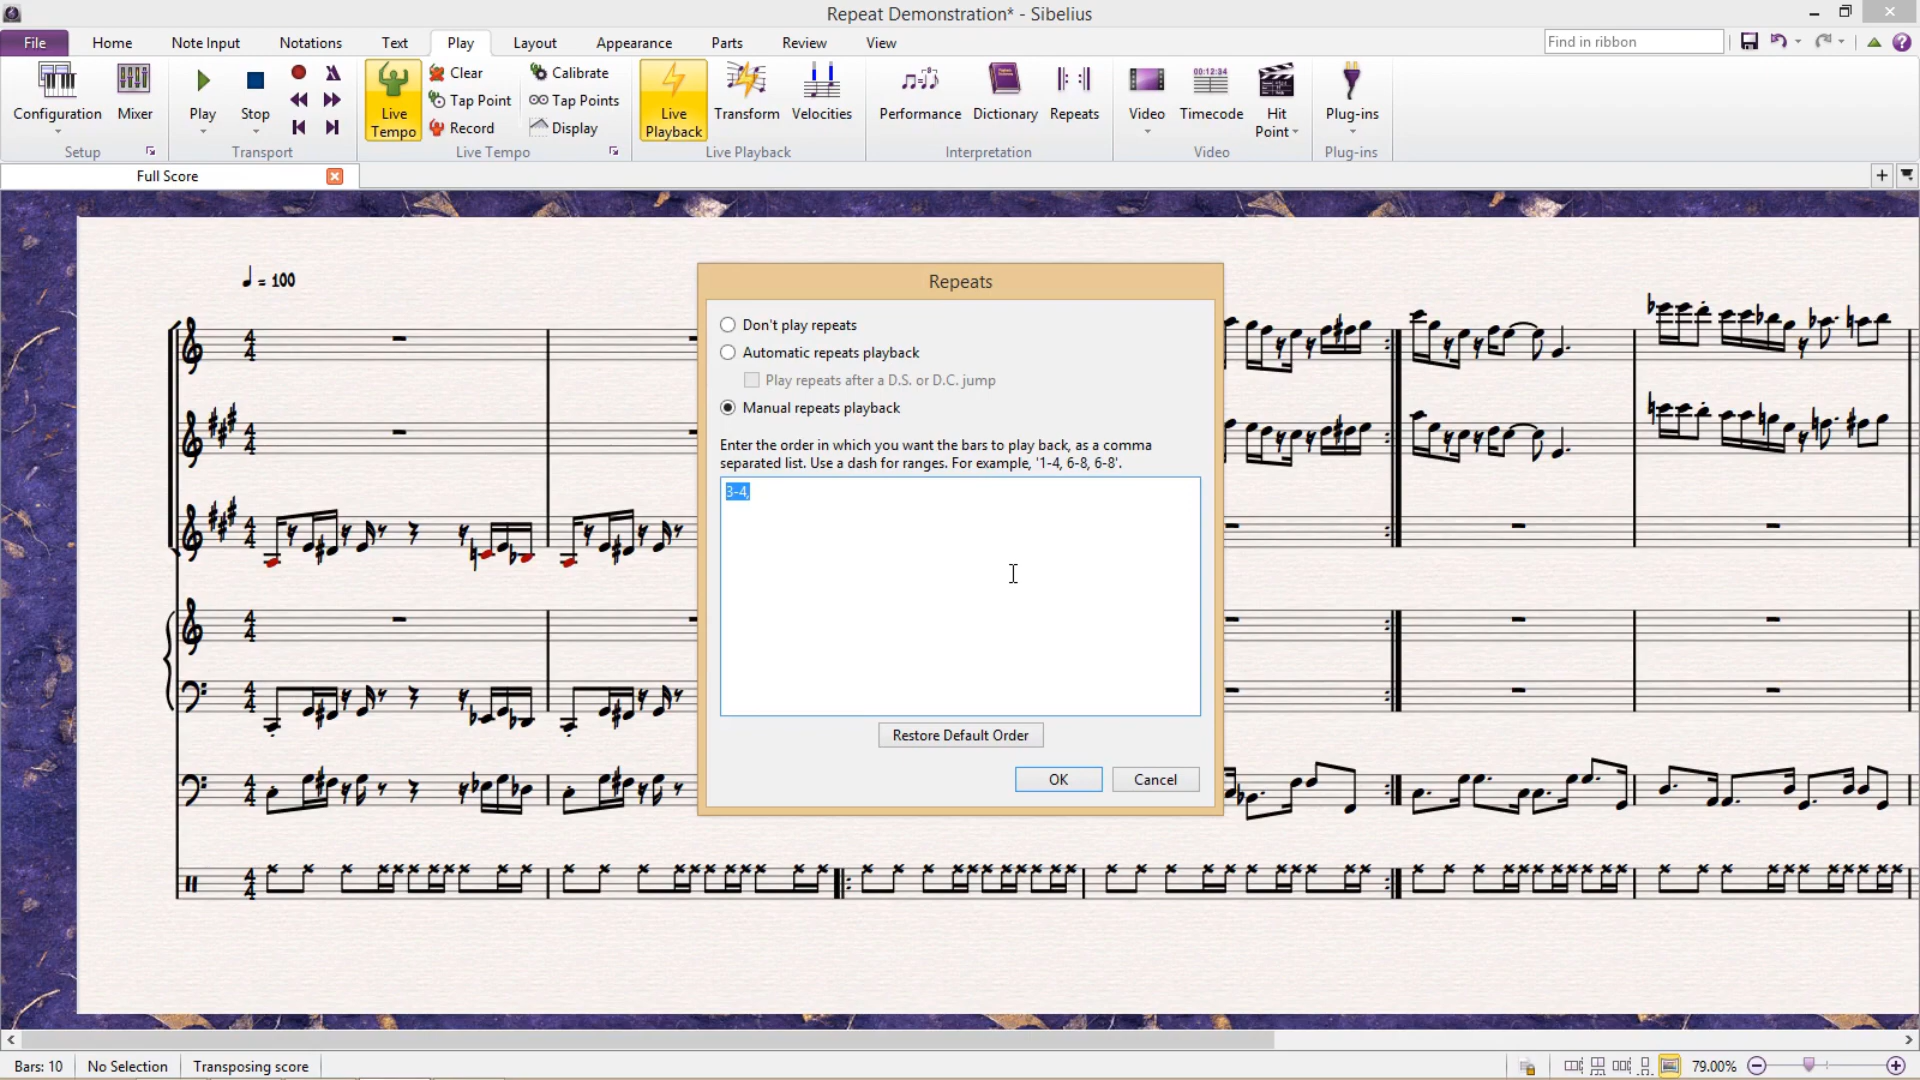 Repeat Demonstration* - Sibelius
File Home Note Input Notations Text Play Layout Appearance Parts Review View Find in ribbon
Configuration Mixer Play Stop Live Tempo Clear Calibrate Live Playback Transform Velocities Performance Dictionary Repeats Video Timecode Hit Point Plug-ins
00:12:34
Tap Point Tap Points
Record Display
Setup Transport Live Tempo Live Playback Interpretation Video Plug-ins
Full Score
= 100
Repeats
Don't play repeats
Automatic repeats playback
Play repeats after a D.S. or D.C. jump
Manual repeats playback
Enter the order in which you want the bars to play back, as a comma
separated list. Use a dash for ranges. For example, '1-4, 6-8, 6-8'.
3-4,
Restore Default Order
OK Cancel
Bars: 10 No Selection Transposing score 79.00%